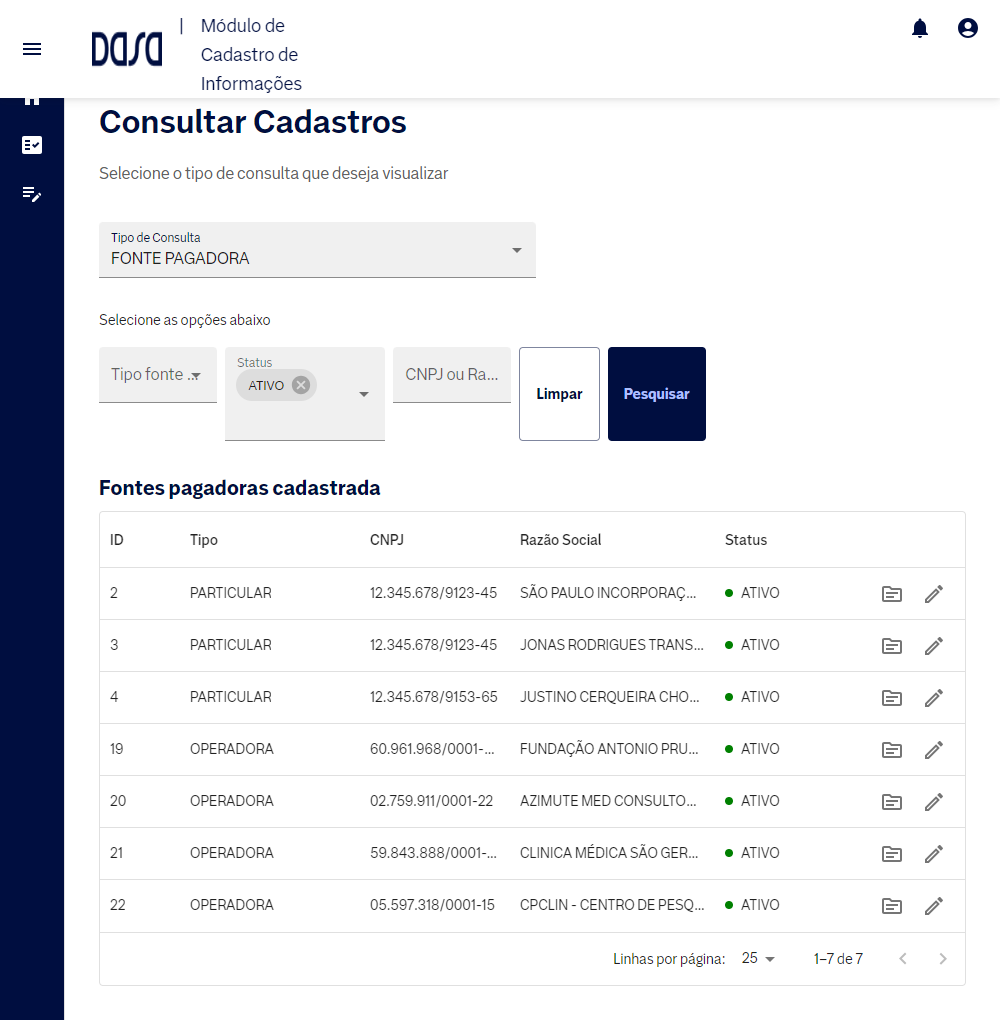 DASA
| Módulo de
Cadastro de
Informações
Consultar Cadastros
Selecione o tipo de consulta que deseja visualizar
Tipo de Consulta
FONTE PAGADORA
Selecione as opções abaixo
Tipo fonte ...
Status
ATIVO
CNPJ ou Ra...
Limpar
Pesquisar
Fontes pagadoras cadastrada
ID Tipo CNPJ Razão Social Status
2 PARTICULAR 12.345.678/9123-45 SÃO PAULO INCORPORAÇ... ATIVO
3 PARTICULAR 12.345.678/9123-45 JONAS RODRIGUES TRANS... ATIVO
4 PARTICULAR 12.345.678/9153-65 JUSTINO CERQUEIRA CHO... ATIVO
19 OPERADORA 60.961.968/0001-... FUNDAÇÃO ANTONIO PRU... ATIVO
20 OPERADORA 02.759.911/0001-22 AZIMUTE MED CONSULTO... ATIVO
21 OPERADORA 59.843.888/0001-... CLINICA MÉDICA SÃO GER... ATIVO
22 OPERADORA 05.597.318/0001-15 CPCLIN - CENTRO DE PESQ... ATIVO
Linhas por página: 25 1–7 de 7